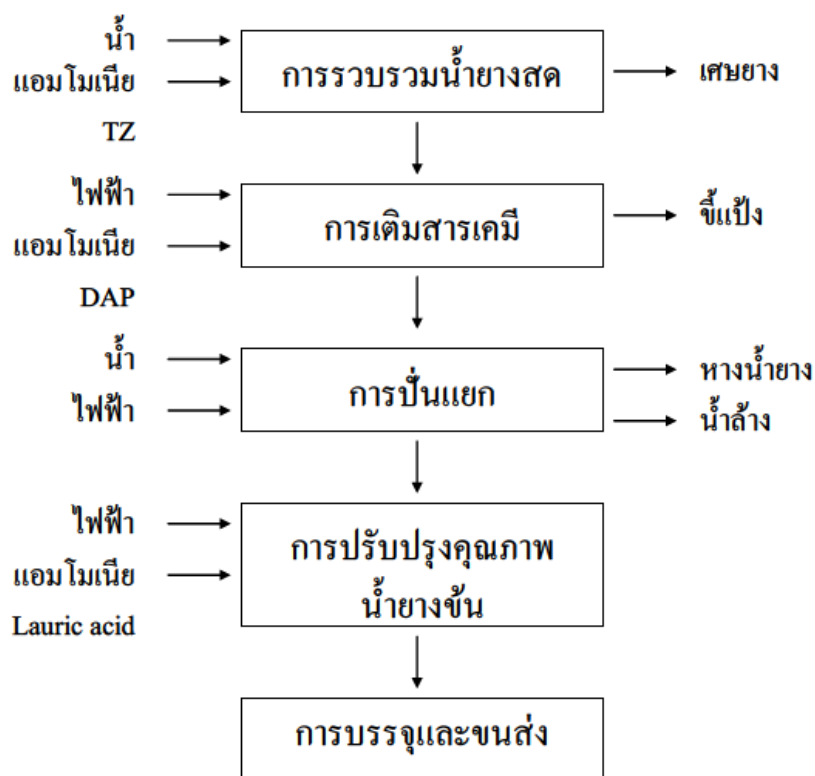 น้ำ
แอมโมเนีย
TZ
การรวบรวมน้ำยางสด
เศษยาง
ไฟฟ้า
แอมโมเนีย
DAP
การเติมสารเคมี
ขี้แป้ง
น้ำ
ไฟฟ้า
การปั่นแยก
หางน้ำยาง
น้ำล้าง
ไฟฟ้า
แอมโมเนีย
Lauric acid
การปรับปรุงคุณภาพ
น้ำยางข้น
การบรรจุและขนส่ง